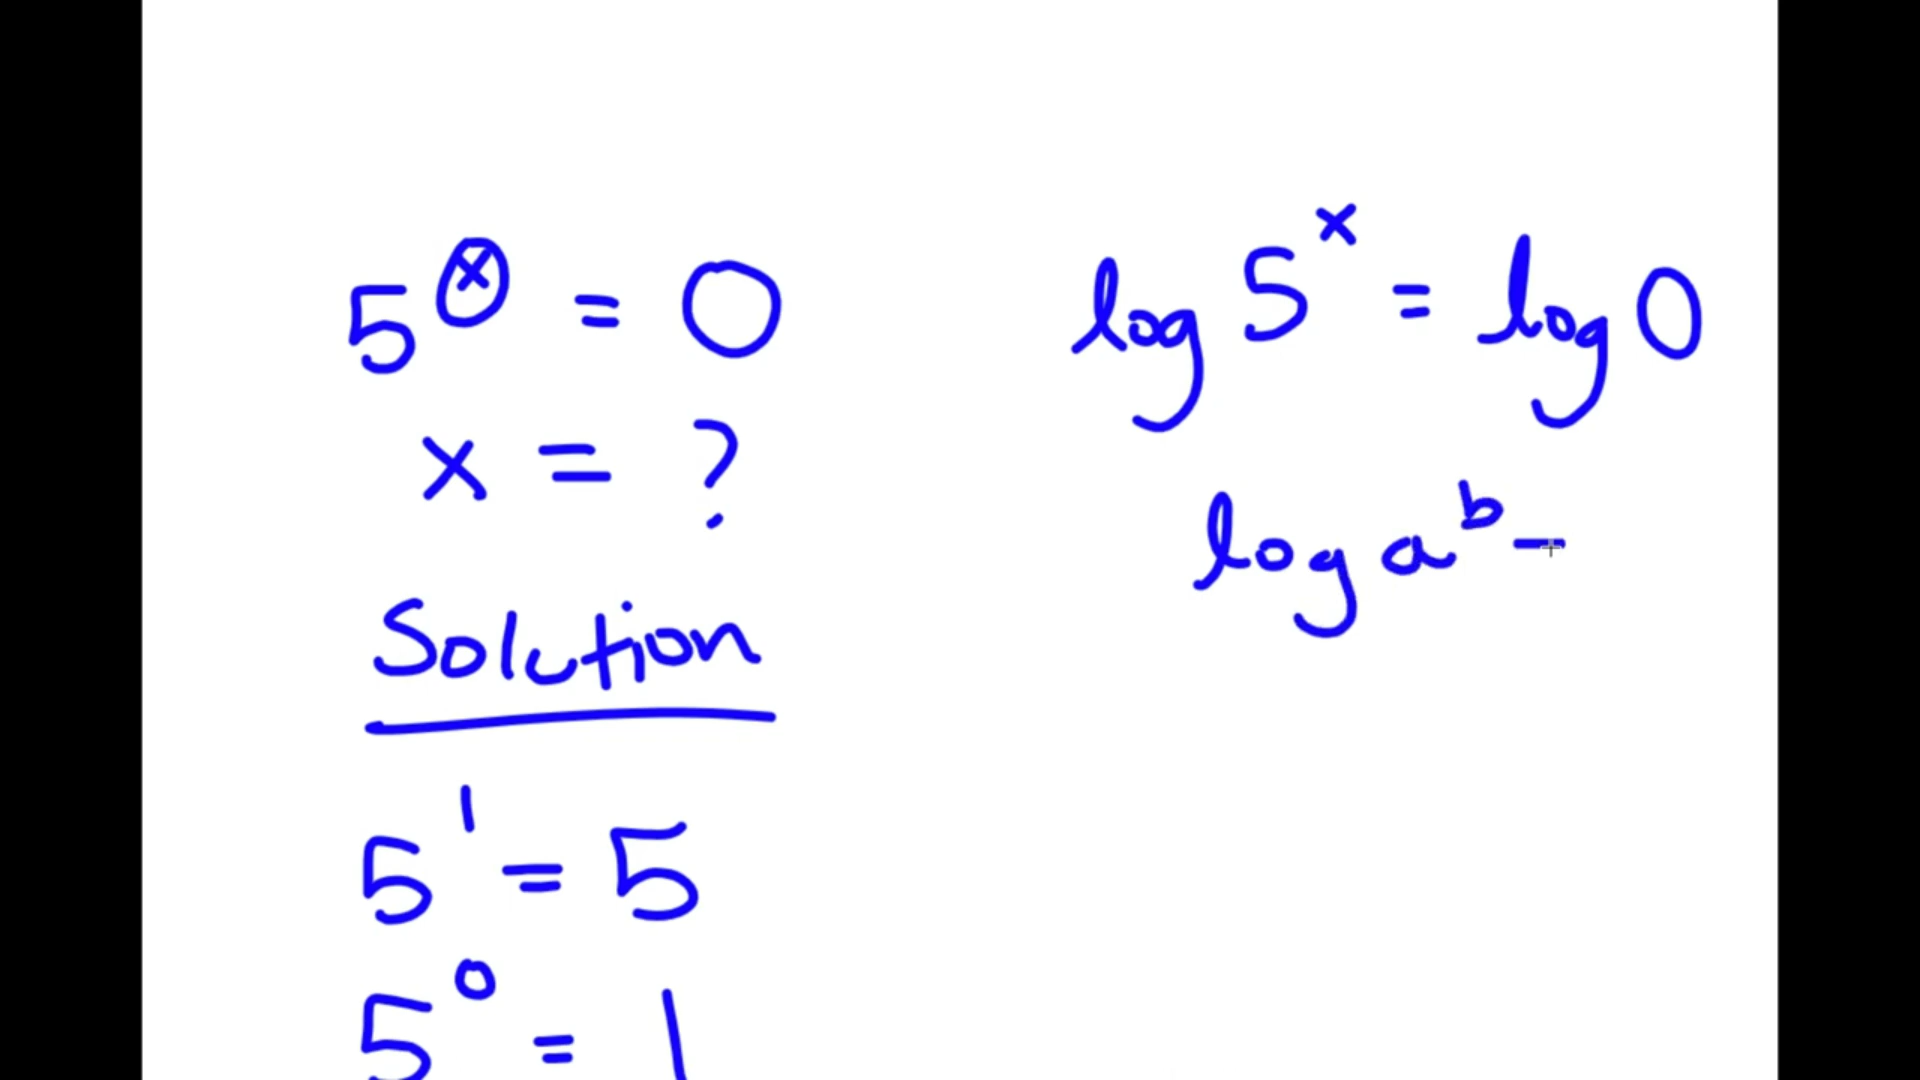 5^x = 0
x = ?
Solution
5^1 = 5
5^0 = 1
log 5^x = log 0
log a^b -